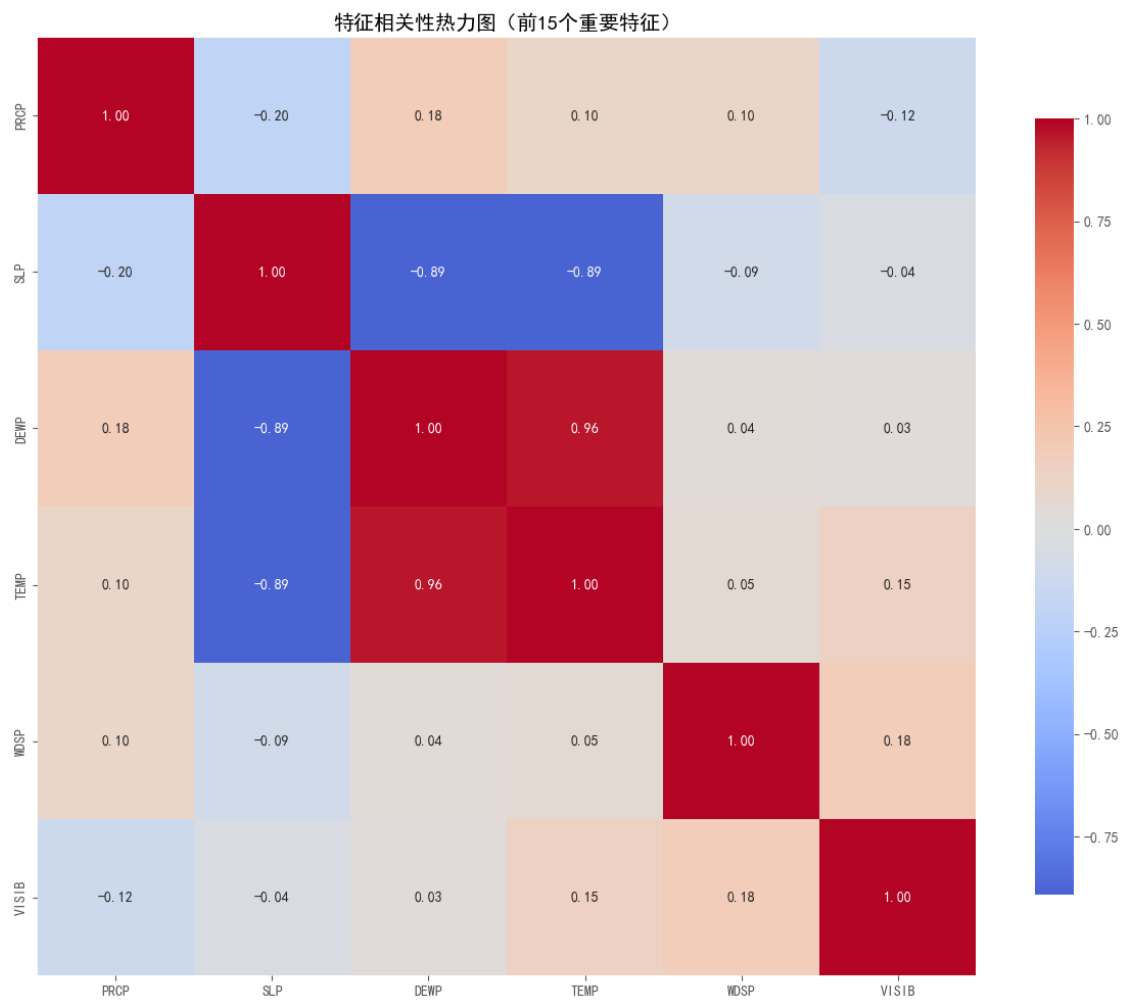 特征相关性热力图（前15个重要特征）
PRCP 1.00 -0.20 0.18 0.10 0.10 -0.12
SLP -0.20 1.00 -0.89 -0.89 -0.09 -0.04
DEWP 0.18 -0.89 1.00 0.96 0.04 0.03
TEMP 0.10 -0.89 0.96 1.00 0.05 0.15
WDSP 0.10 -0.09 0.04 0.05 1.00 0.18
VISIB -0.12 -0.04 0.03 0.15 0.18 1.00
PRCP SLP DEWP TEMP WDSP VISIB
1.00
0.75
0.50
0.25
0.00
-0.25
-0.50
-0.75